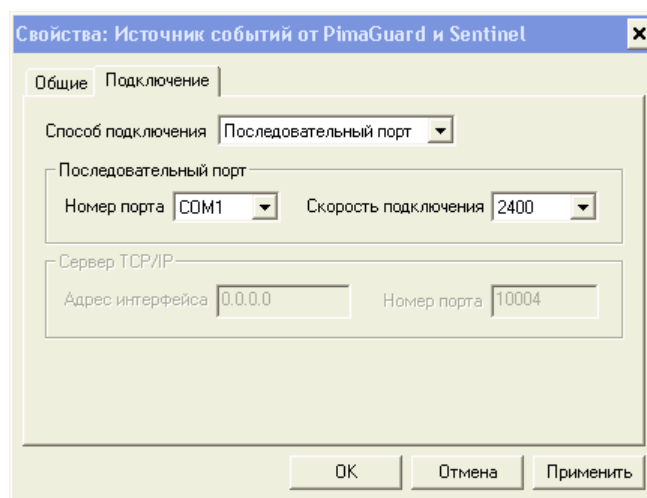 Свойства: Источник событий от PimaGuard и Sentinel
Общие Подключение
Способ подключения Последовательный порт
Последовательный порт
Номер порта COM1 Скорость подключения 2400
Сервер TCP/IP
Адрес интерфейса 0.0.0.0 Номер порта 10004
OK Отмена Применить